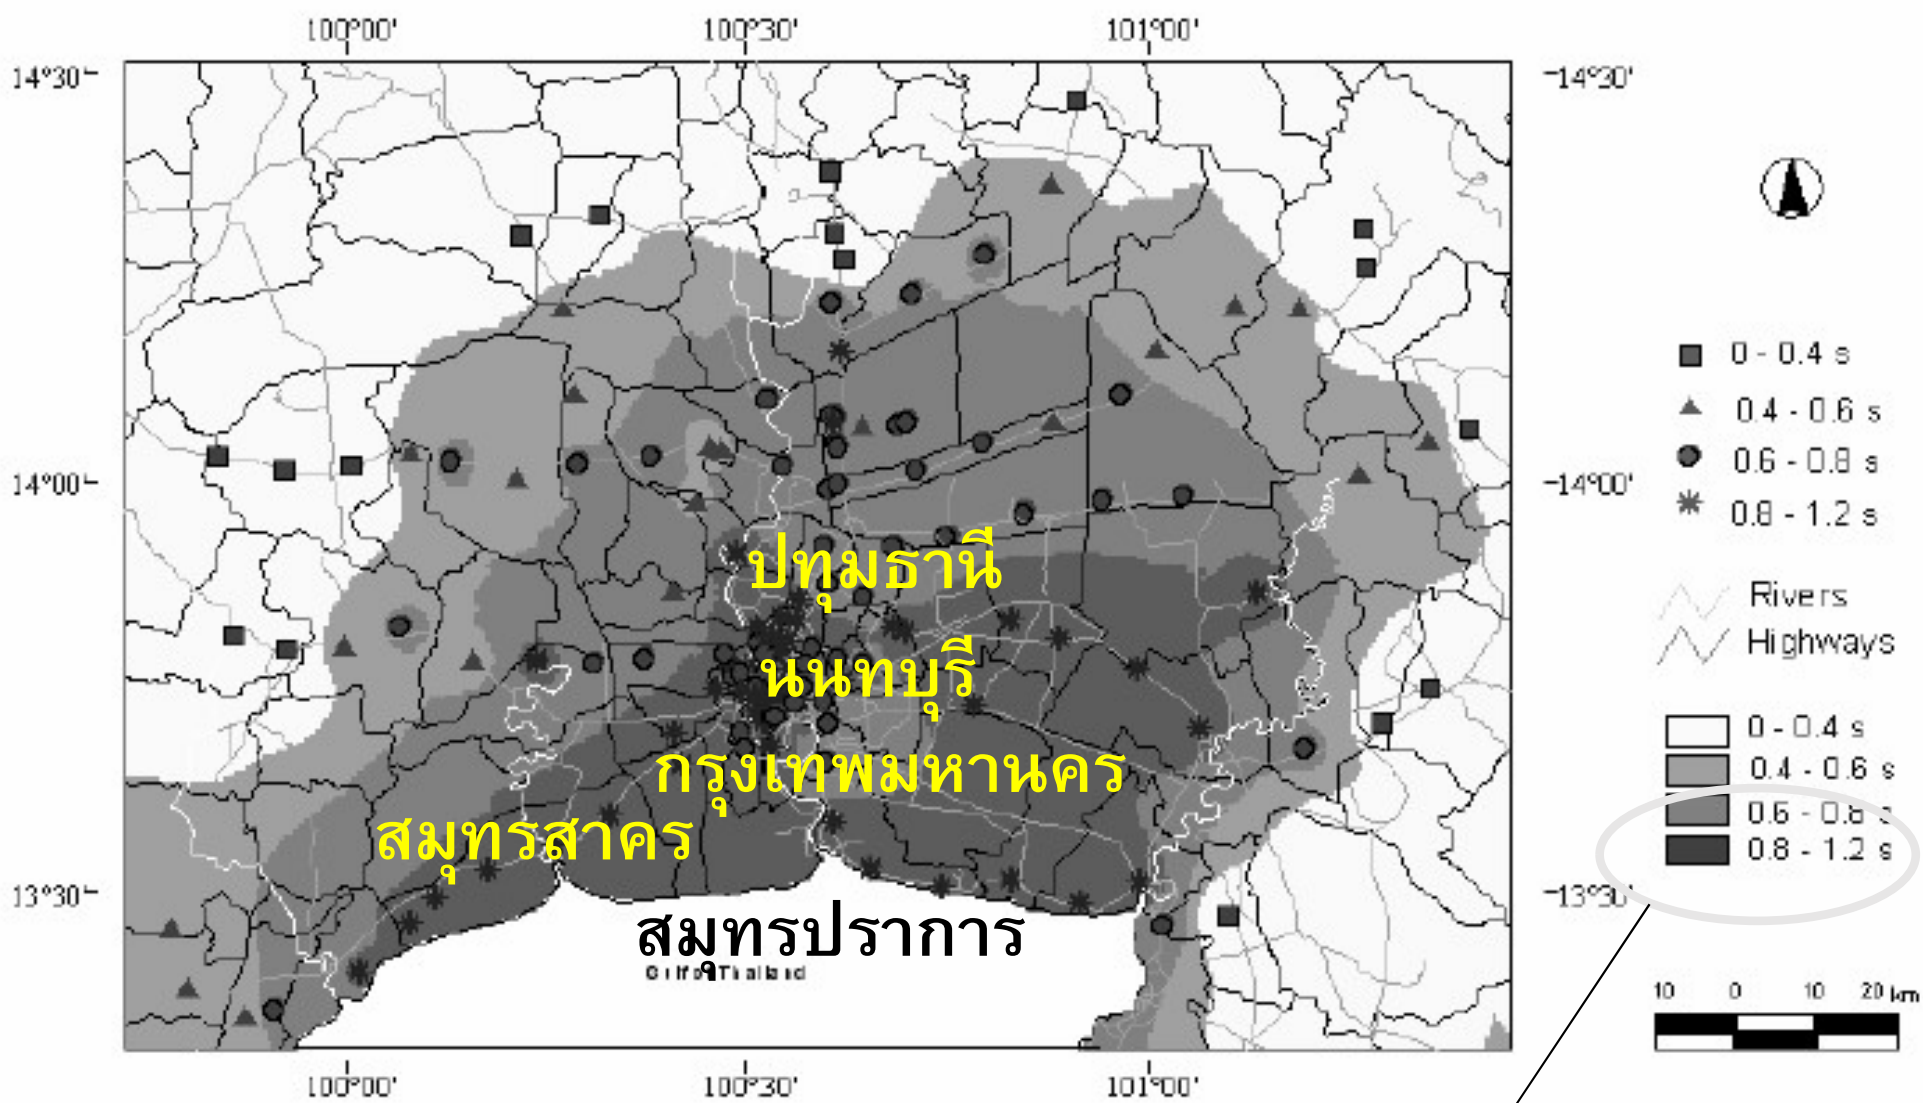 100°00' 100°30' 101°00'
14°30' 14°30'
0 - 0.4 s
0.4 - 0.6 s
0.6 - 0.8 s
0.8 - 1.2 s
14°00' 14°00'
ปทุมธานี
Rivers
Highways
นนทบุรี
0 - 0.4 s
0.4 - 0.6 s
0.6 - 0.8 s
0.8 - 1.2 s
กรุงเทพมหานคร
สมุทรสาคร
13°30' 13°30'
สมุทรปราการ
Gulf of Thailand
10 0 10 20 km
100°00' 100°30' 101°00'